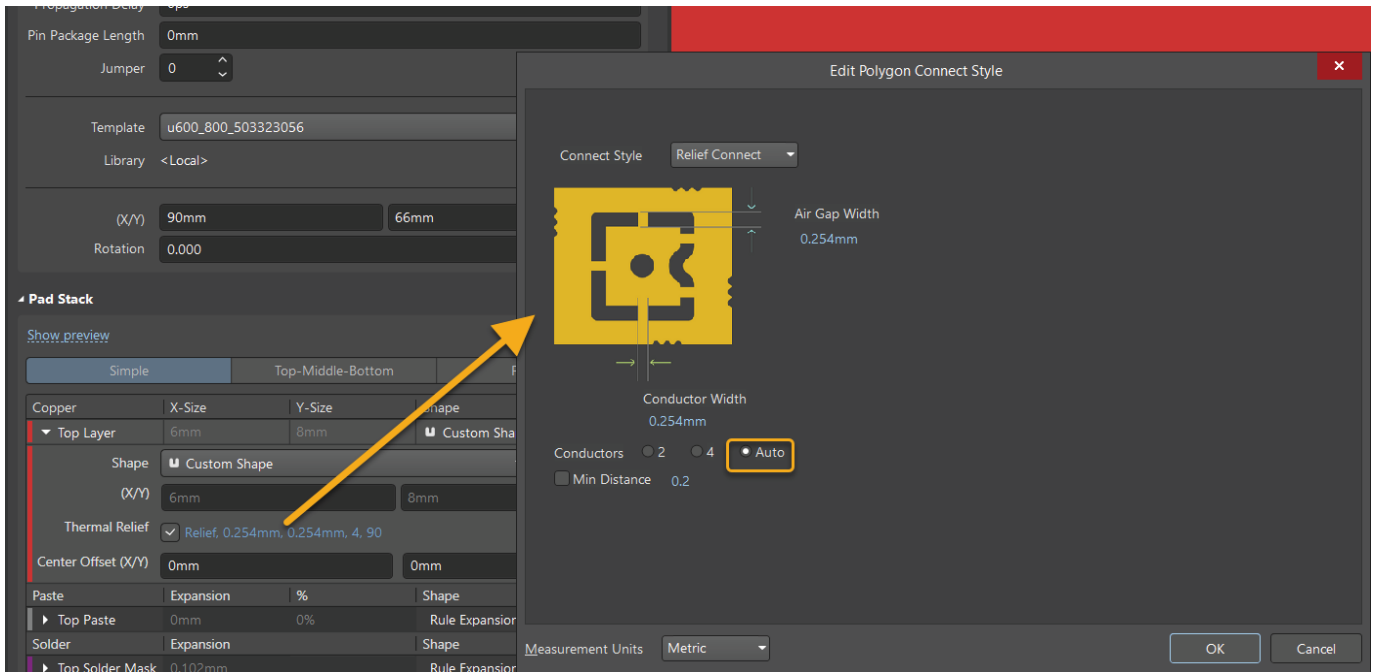 Propagation Delay 0ps
Pin Package Length 0mm
Jumper 0
Edit Polygon Connect Style
Template u600_800_503323056
Library <Local>
Connect Style Relief Connect
(X/Y) 90mm 66mm
Air Gap Width
0.254mm
Rotation 0.000
Pad Stack
Show preview
Simple Top-Middle-Bottom
Copper X-Size Y-Size Shape
Conductor Width
0.254mm
Top Layer 6mm 8mm Custom Sha
Conductors 2 4 Auto
Shape Custom Shape
Min Distance 0.2
(X/Y) 6mm 8mm
Thermal Relief Relief, 0.254mm, 0.254mm, 4, 90
Center Offset (X/Y) 0mm 0mm
Paste Expansion % Shape
Top Paste 0mm 0% Rule Expansion
Solder Expansion Shape
Measurement Units Metric OK Cancel
Top Solder Mask 0.102mm Rule Expansion